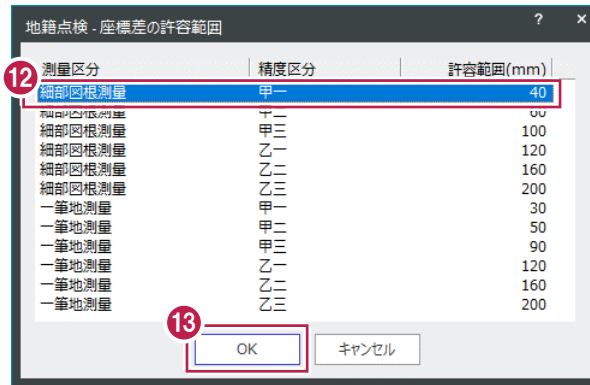 地籍点検 - 座標差の許容範囲 ? ×
測量区分 精度区分 許容範囲(mm)
⑫
細部図根測量 甲一 40
細部図根測量 甲二 60
細部図根測量 甲三 100
細部図根測量 乙一 120
細部図根測量 乙二 160
細部図根測量 乙三 200
一筆地測量 甲一 30
一筆地測量 甲二 50
一筆地測量 甲三 90
一筆地測量 乙一 120
一筆地測量 乙二 160
一筆地測量 乙三 200
⑬
OK キャンセル